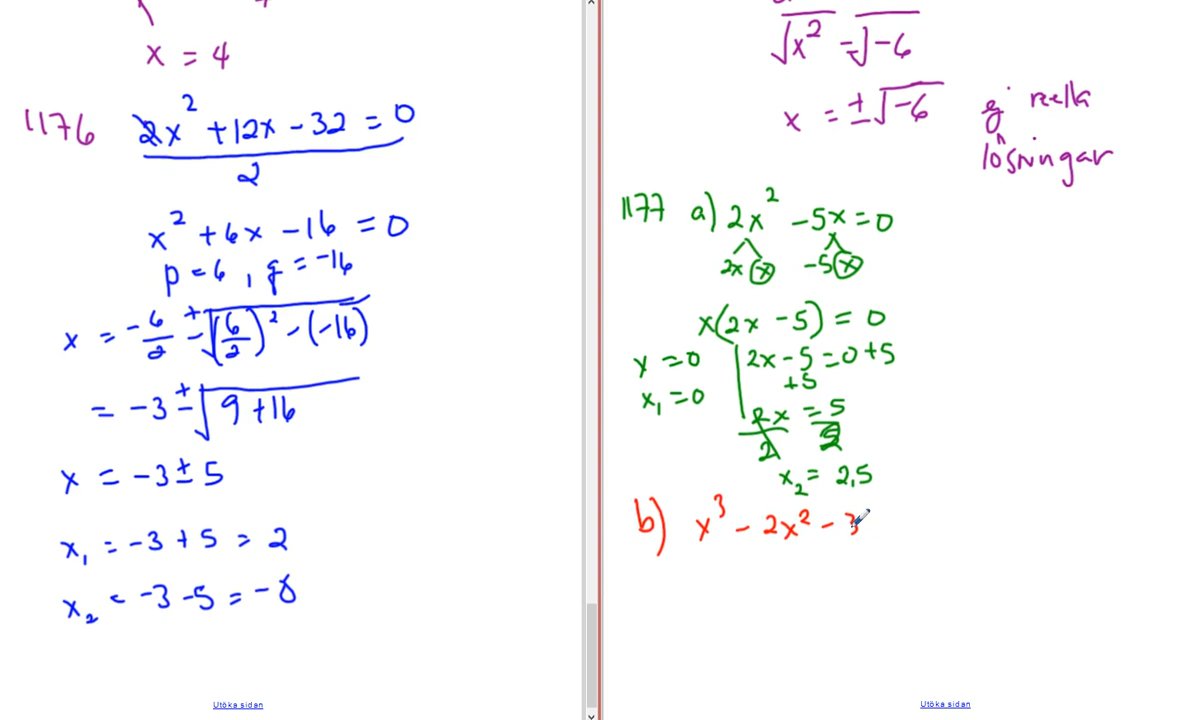 x = 4
1176 2x² + 12x - 32 = 0
2
x² + 6x - 16 = 0
p = 6, q = -16
x = -6/2 ± √(6/2)² - (-16)
= -3 ± √9 + 16
x = -3 ± 5
x₁ = -3 + 5 = 2
x₂ = -3 - 5 = -8
Utöka sidan
√x² = √-6
x = ± √-6 ej reella
lösningar
1177 a) 2x² - 5x = 0
2x x -5 x
x(2x - 5) = 0
x = 0 2x - 5 = 0 + 5
+5
x₁ = 0 2x = 5
2 2
x₂ = 2,5
b) x³ - 2x² - 3
Utöka sidan